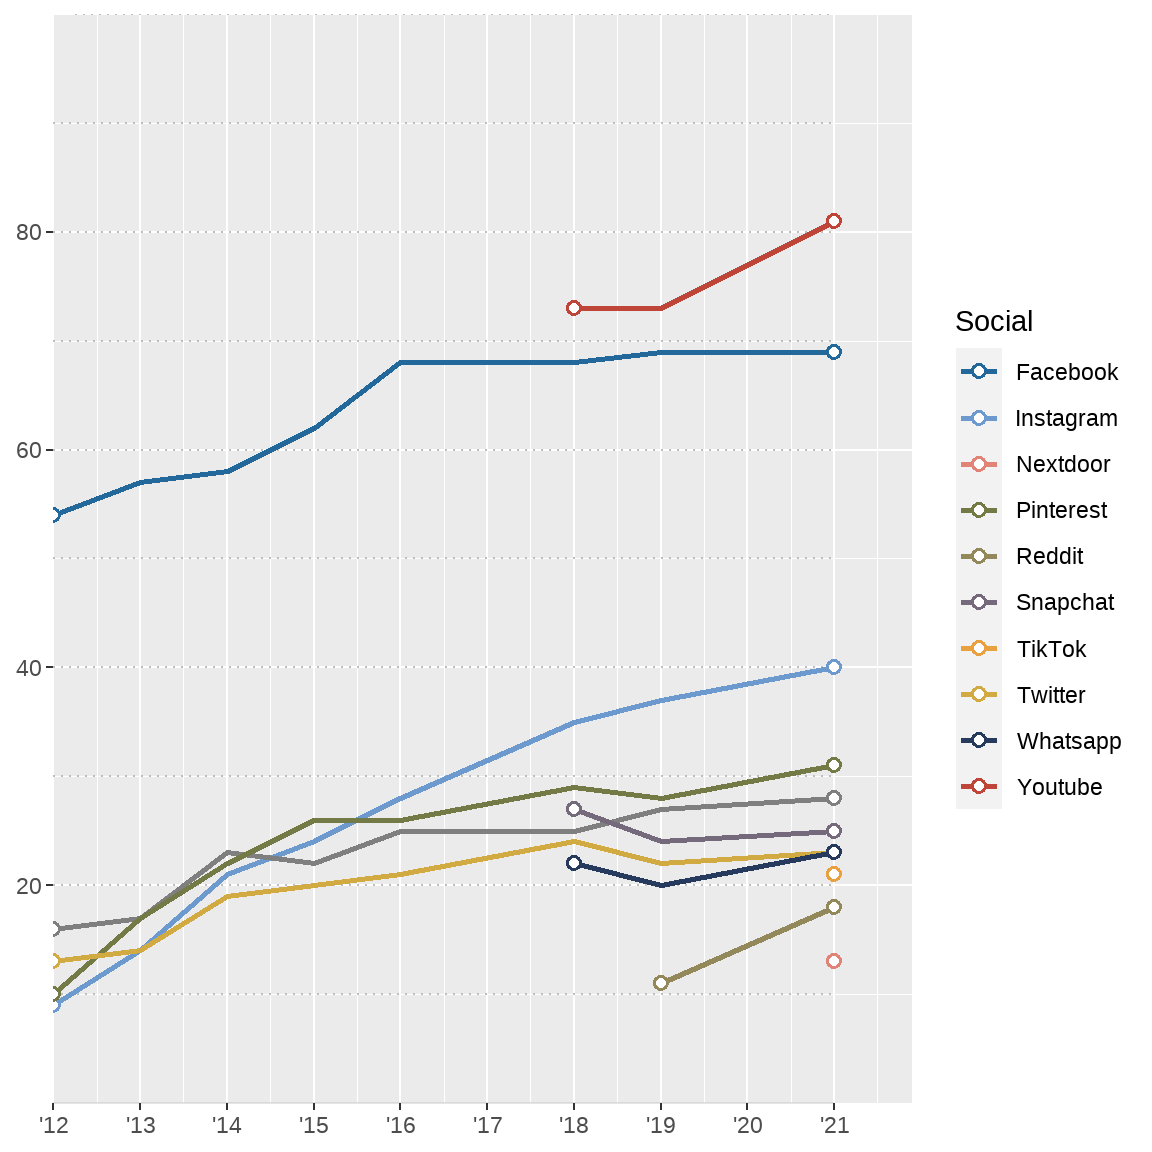 80
60
40
20
'12 '13 '14 '15 '16 '17 '18 '19 '20 '21
Social
Facebook
Instagram
Nextdoor
Pinterest
Reddit
Snapchat
TikTok
Twitter
Whatsapp
Youtube